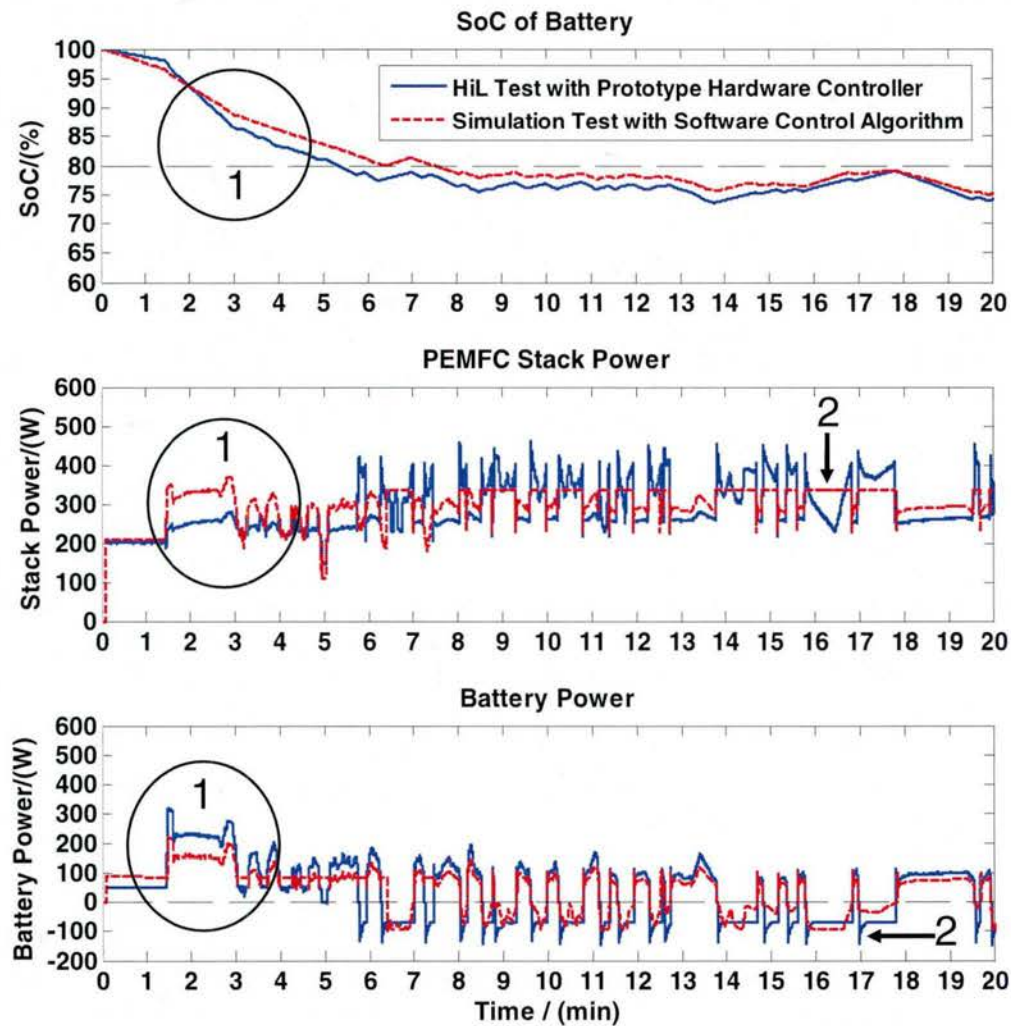 SoC of Battery
100
95
90
85
80
75
70
65
60
SoC/(%)
HiL Test with Prototype Hardware Controller
Simulation Test with Software Control Algorithm
1
0 1 2 3 4 5 6 7 8 9 10 11 12 13 14 15 16 17 18 19 20
PEMFC Stack Power
600
500
400
300
200
100
0
Stack Power/(W)
1
2
0 1 2 3 4 5 6 7 8 9 10 11 12 13 14 15 16 17 18 19 20
Battery Power
600
500
400
300
200
100
0
-100
-200
Battery Power/(W)
1
2
0 1 2 3 4 5 6 7 8 9 10 11 12 13 14 15 16 17 18 19 20
Time / (min)